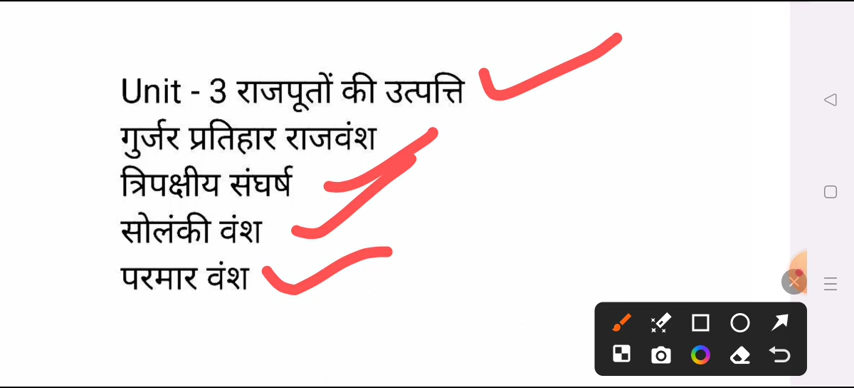 Unit - 3 राजपूतों की उत्पत्ति
गुर्जर प्रतिहार राजवंश
त्रिपक्षीय संघर्ष
सोलंकी वंश
परमार वंश